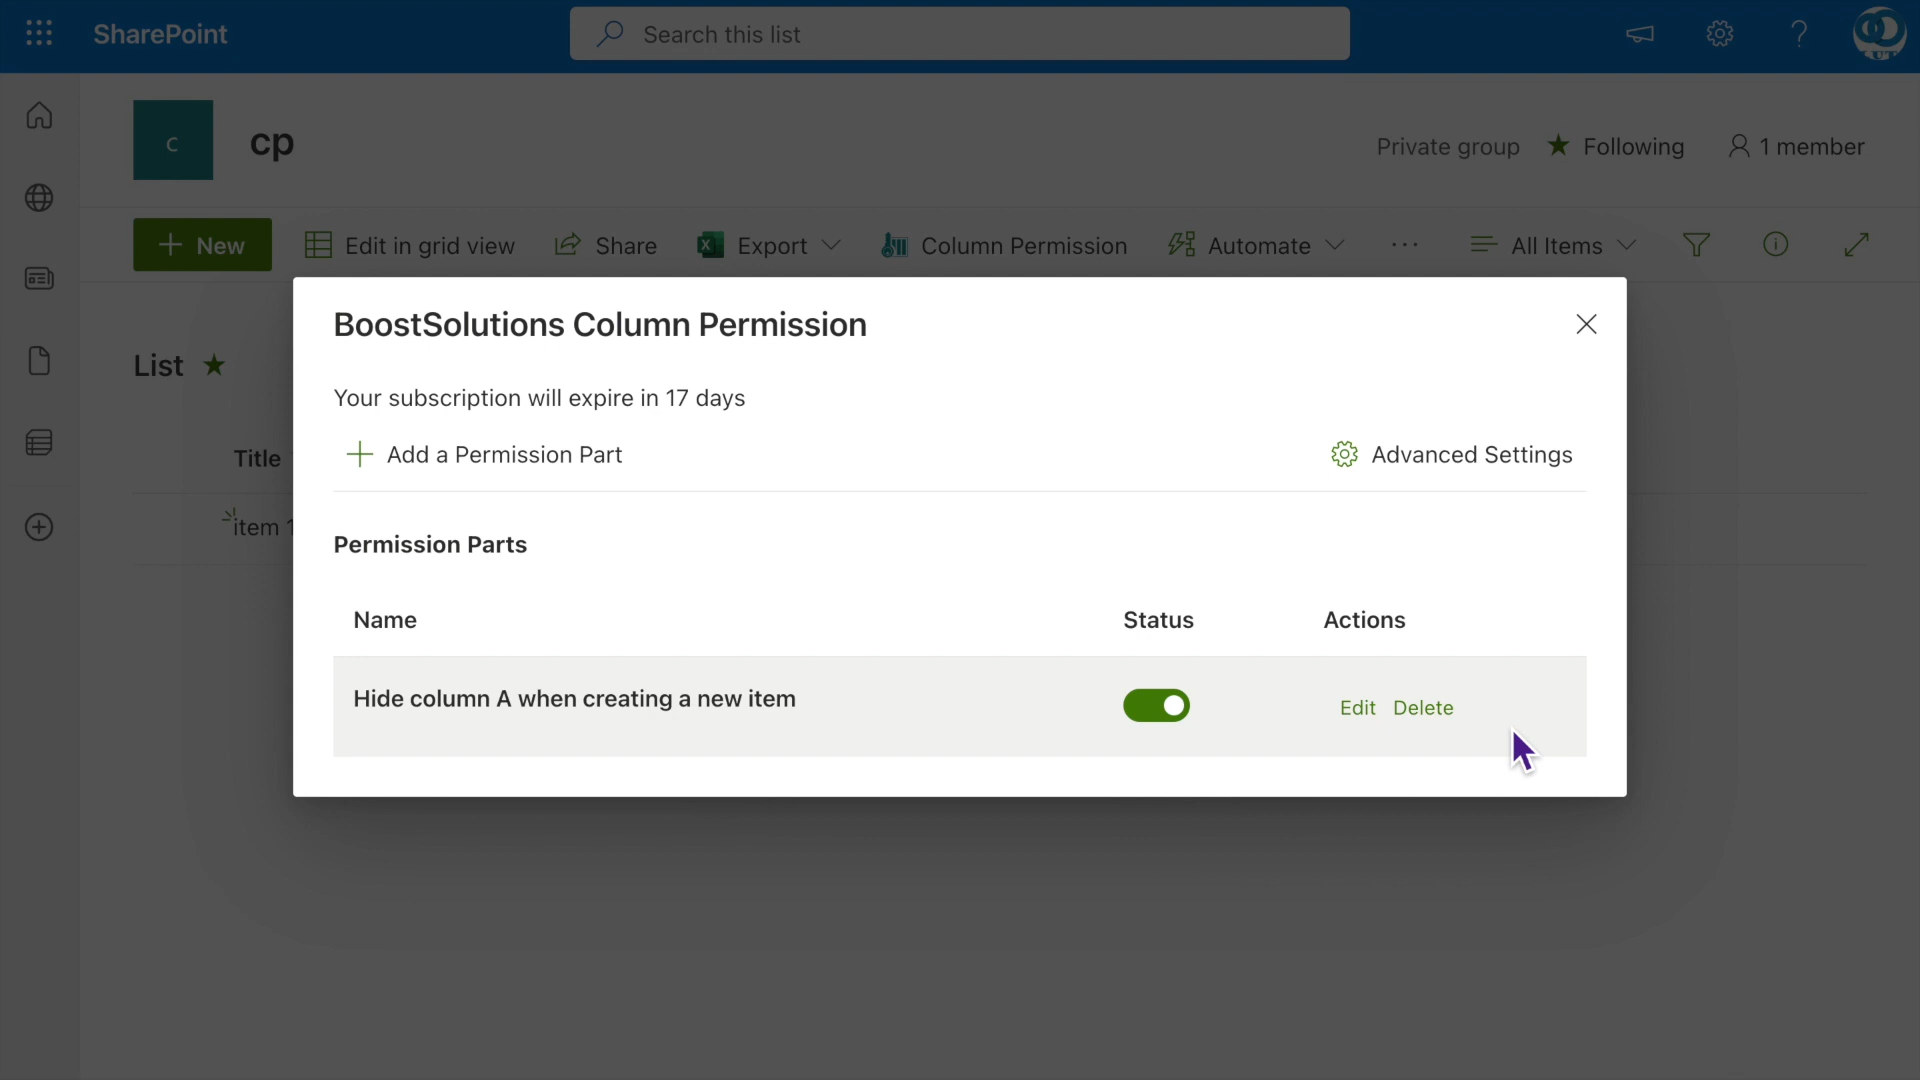 SharePoint
Search this list
C
cp
Private group
Following
1 member
New
Edit in grid view
Share
Export
Column Permission
Automate
All Items
BoostSolutions Column Permission
List
Your subscription will expire in 17 days
Add a Permission Part
Advanced Settings
Title
item 1
Permission Parts
Name Status Actions
Hide column A when creating a new item
Edit Delete